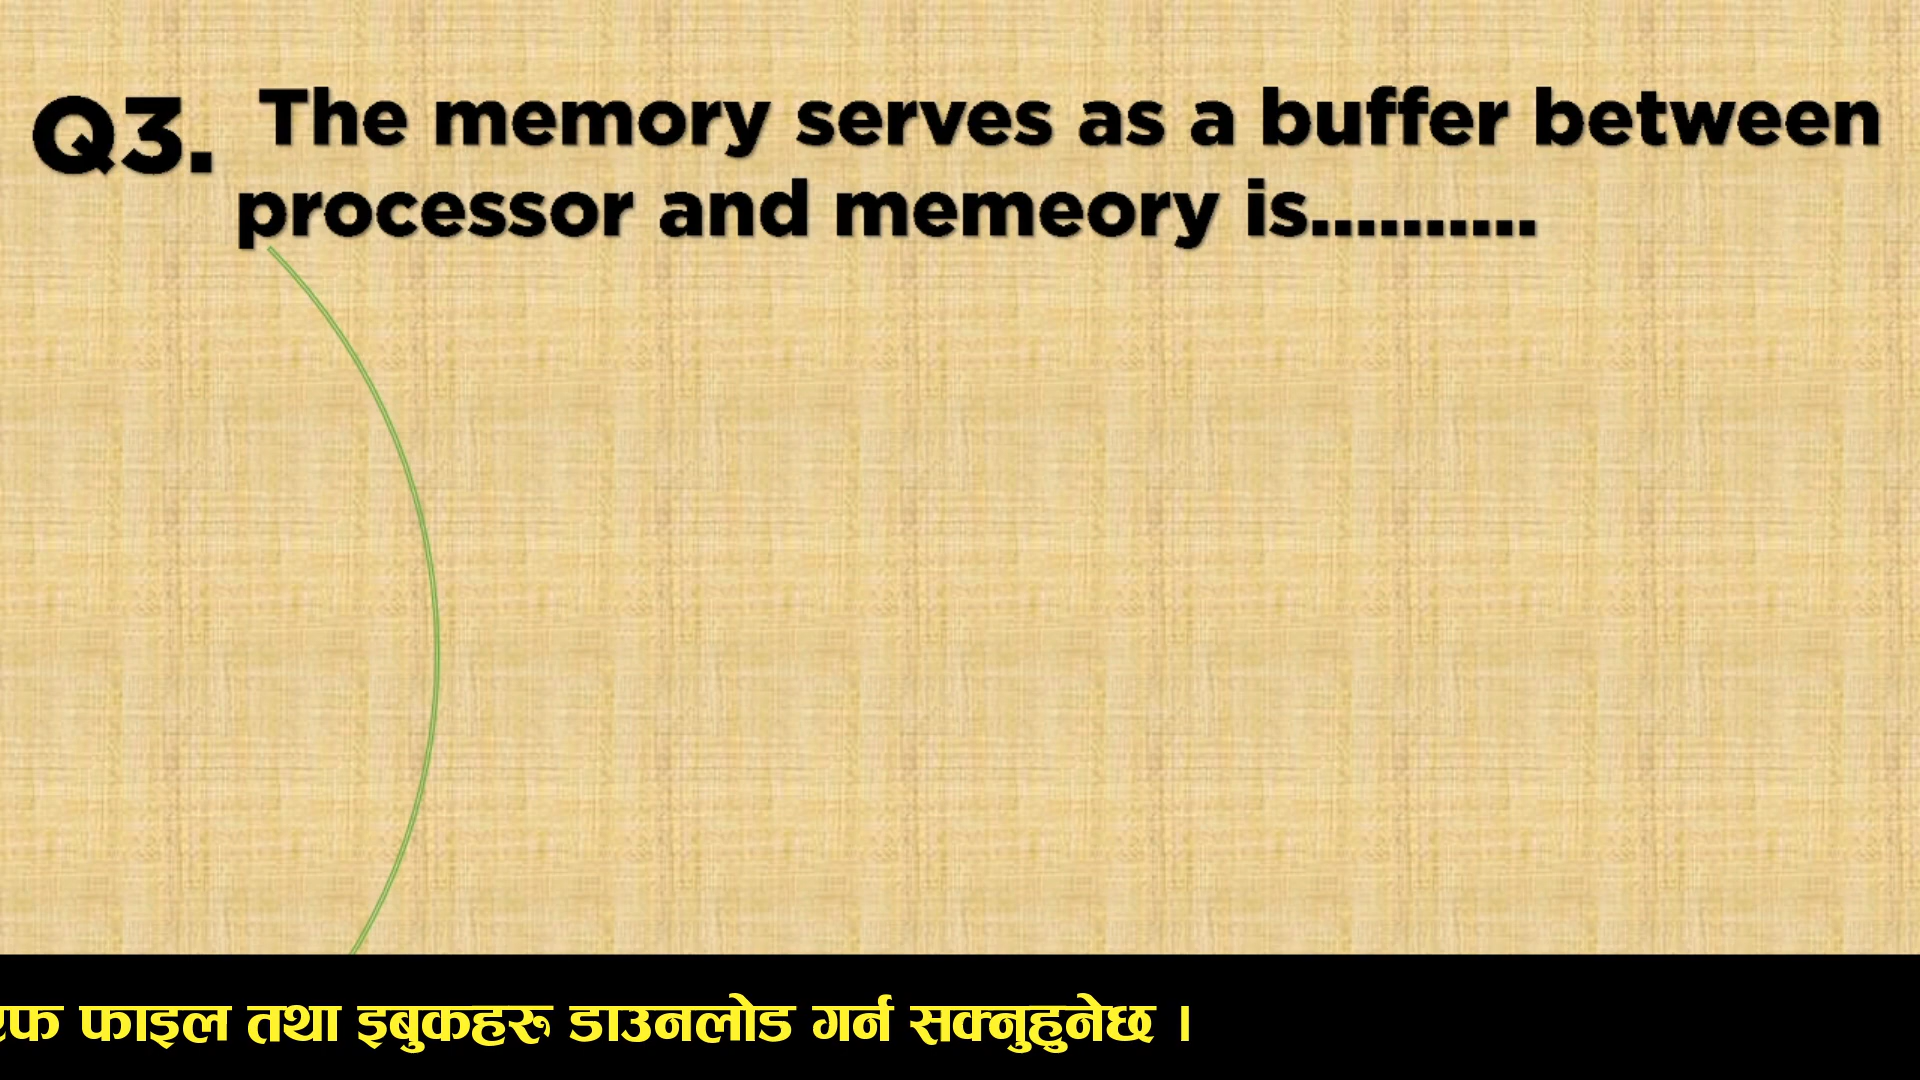 Q3. The memory serves as a buffer between
processor and memeory is..........
फाइल तथा इबुकहरू डाउनलोड गर्न सक्नुहुनेछ ।